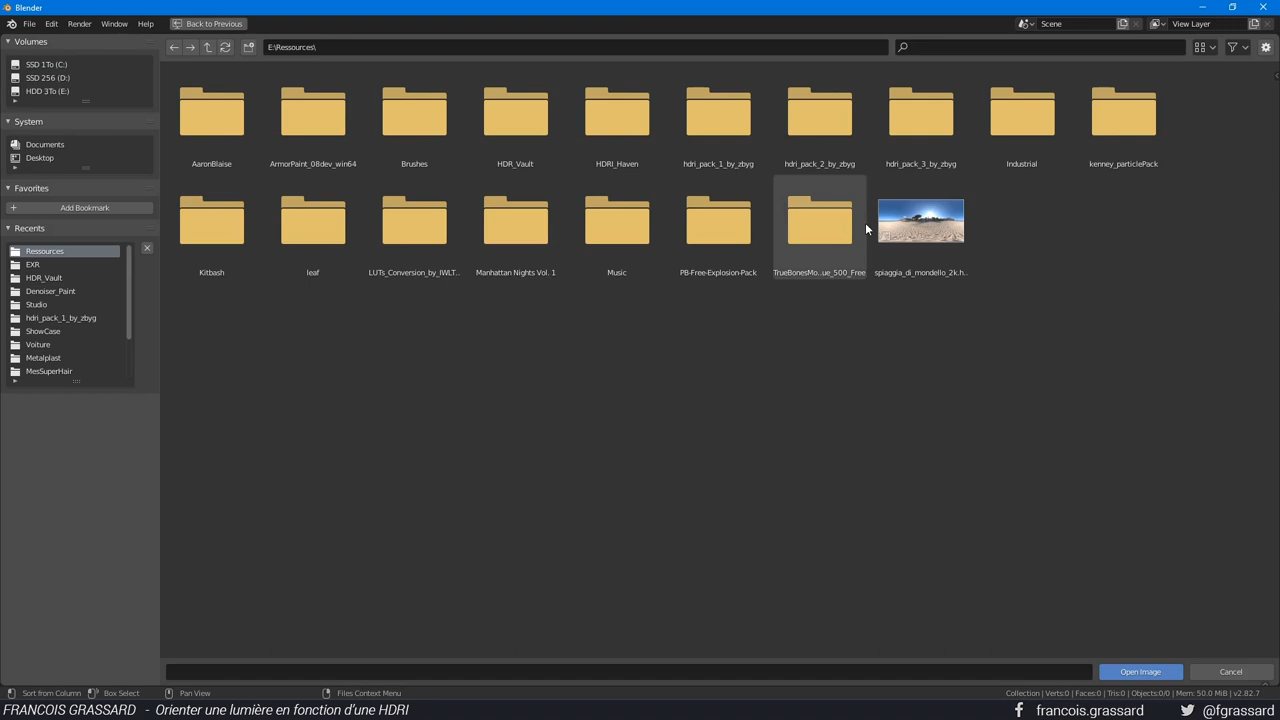 Blender
File Edit Render Window Help Back to Previous Scene View Layer
Volumes
SSD 1To (C:)
SSD 256 (D:)
HDD 3To (E:)
System
Documents
Desktop
Favorites
Add Bookmark
Recents
Ressources
EXR
HDR_Vault
Denoiser_Paint
Studio
hdri_pack_1_by_zbyg
ShowCase
Voiture
Metalplast
MesSuperHair
E:\Ressources\
AaronBlaise ArmorPaint_08dev_win64 Brushes HDR_Vault HDRI_Haven hdri_pack_1_by_zbyg hdri_pack_2_by_zbyg hdri_pack_3_by_zbyg Industrial kenney_particlePack
Kitbash leaf LUTs_Conversion_by_IWLT... Manhattan Nights Vol. 1 Music PB-Free-Explosion-Pack TrueBonesMo...ue_500_Free spiaggia_di_mondello_2k.h...
Open Image Cancel
Sort from Column Box Select Pan View Files Context Menu Collection | Verts:0 | Faces:0 | Tris:0 | Objects:0/0 | Mem: 50.0 MiB | v2.82.7
FRANCOIS GRASSARD - Orienter une lumière en fonction d'une HDRI francois.grassard @fgrassard